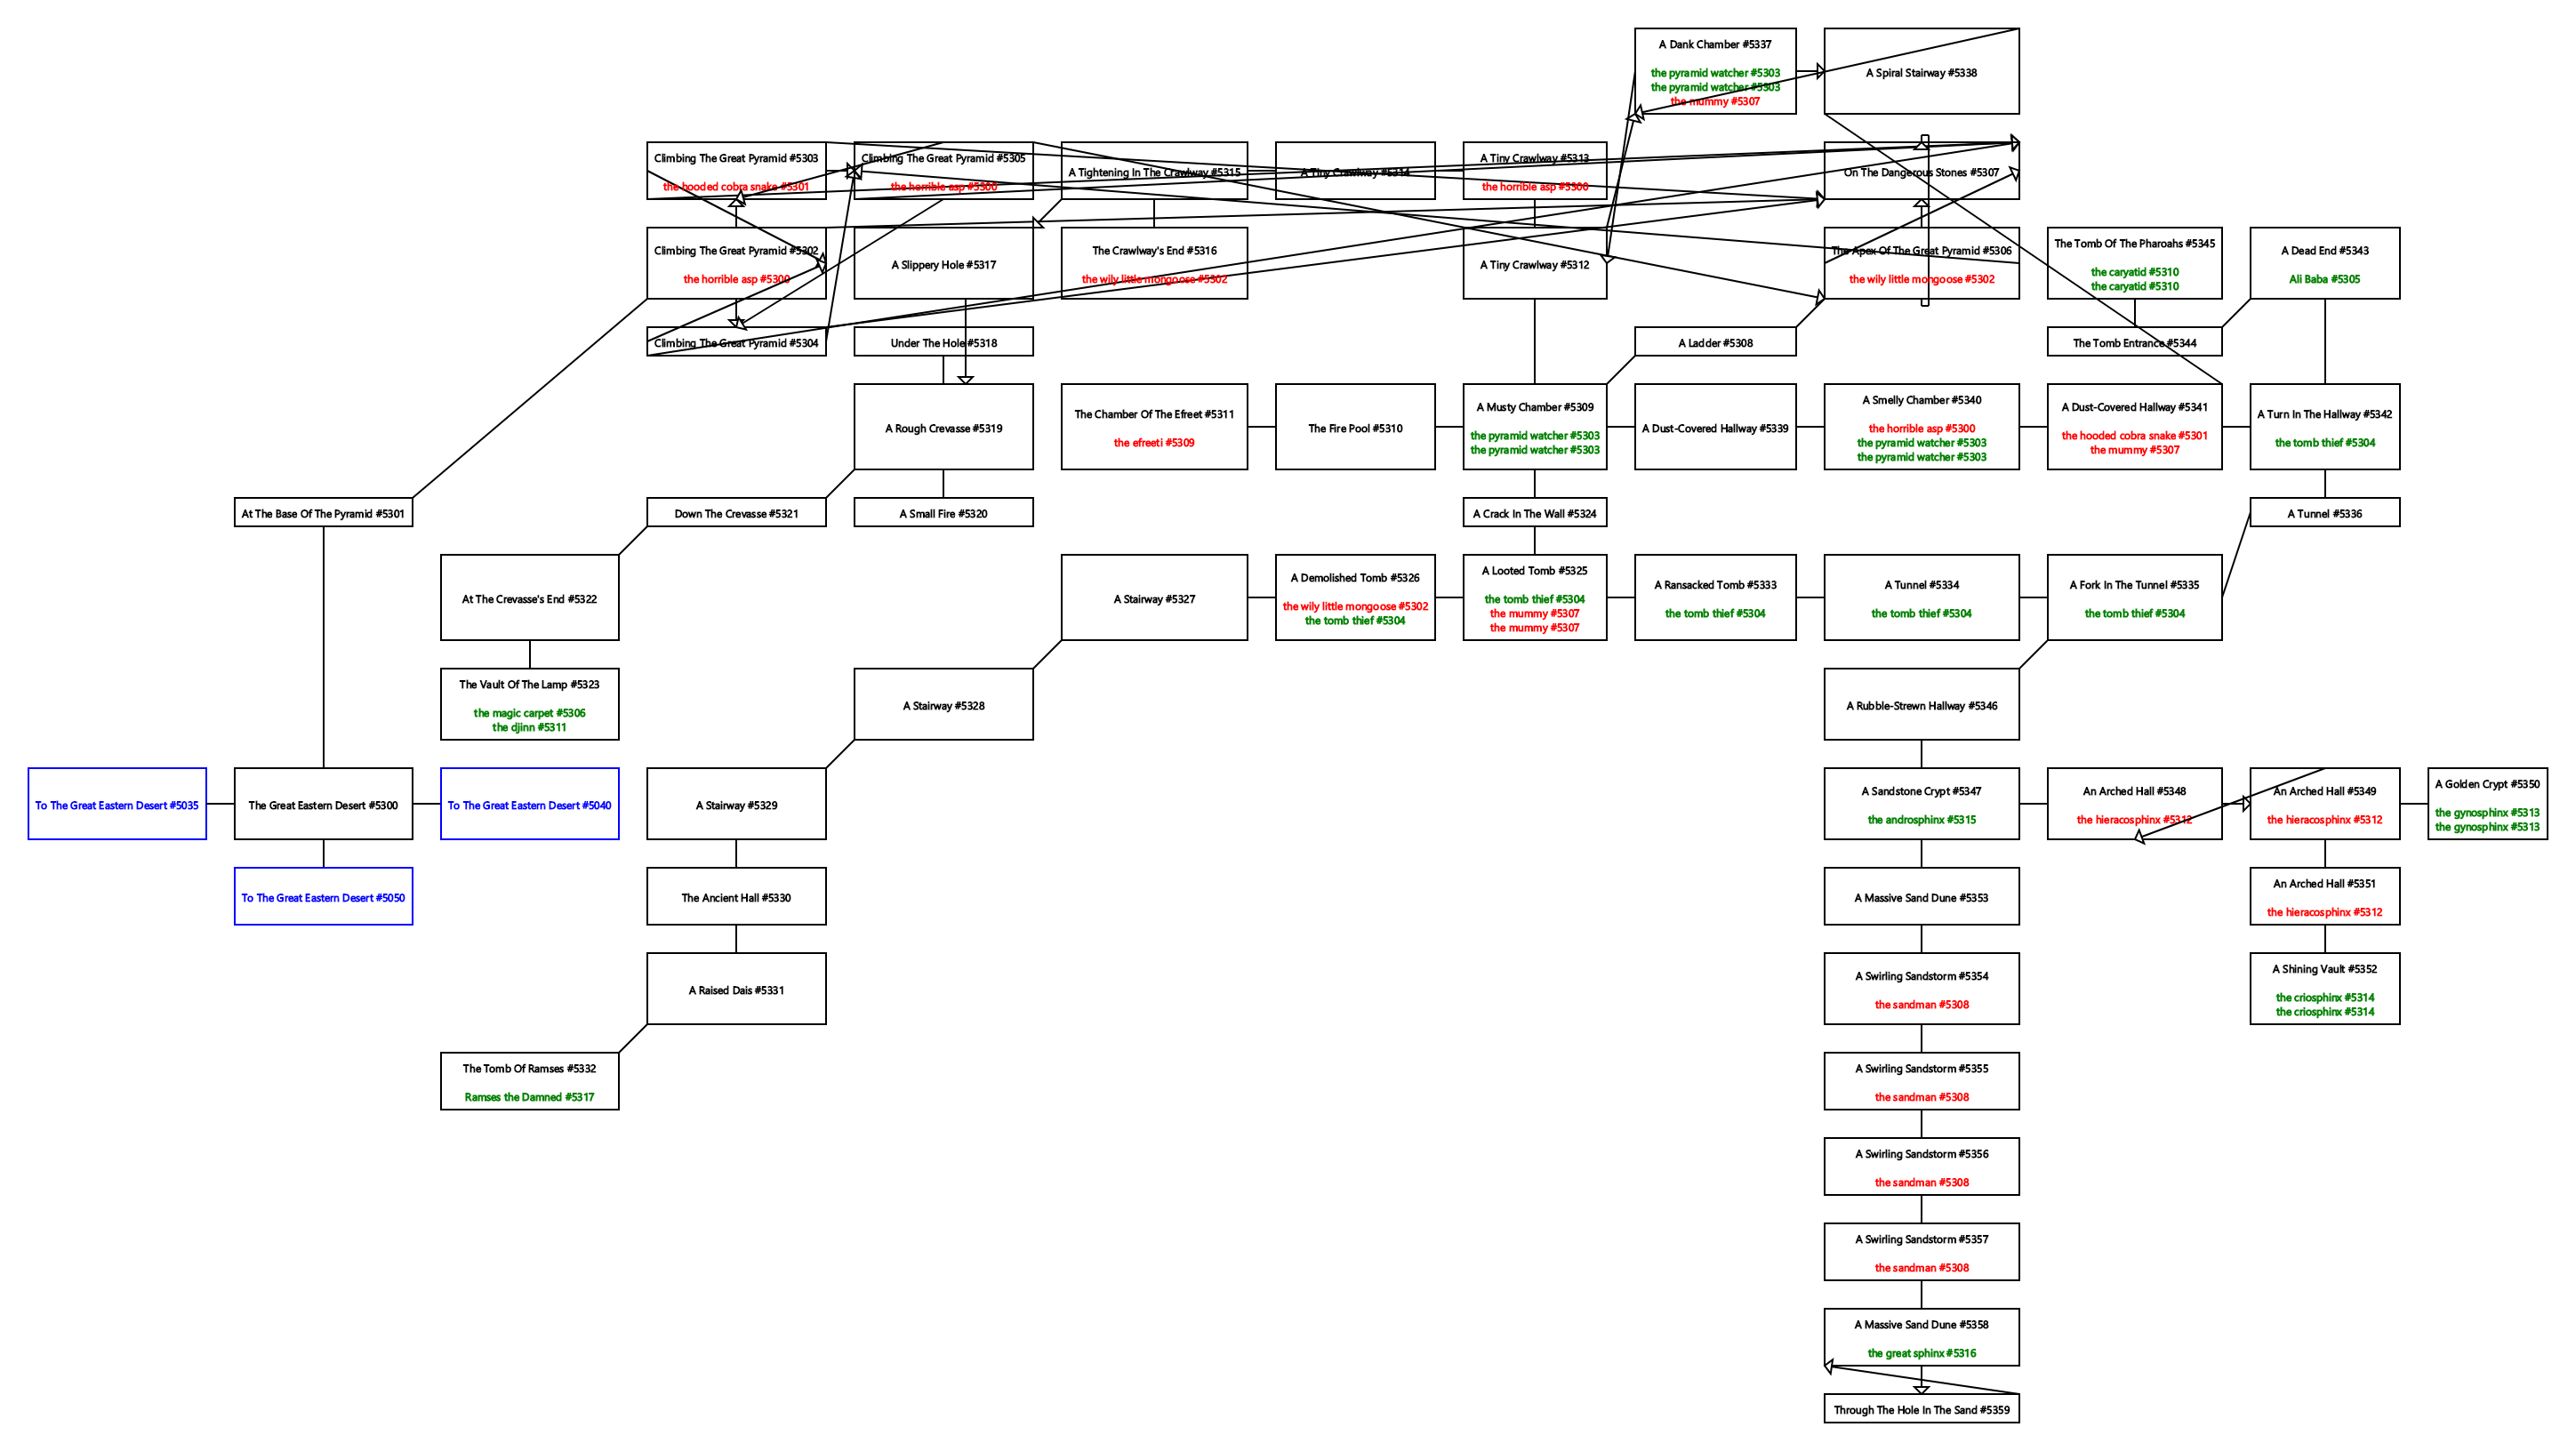 A Dank Chamber #5337
the pyramid watcher #5303
the pyramid watcher #5303
the mummy #5307
A Spiral Stairway #5338
Climbing The Great Pyramid #5303
the hooded cobra snake #5301
Climbing The Great Pyramid #5305
the horrible asp #5300
A Tightening In The Crawlway #5315
A Tiny Crawlway #5314
A Tiny Crawlway #5313
the horrible asp #5300
On The Dangerous Stones #5307
Climbing The Great Pyramid #5302
the horrible asp #5300
A Slippery Hole #5317
The Crawlway's End #5316
the wily little mongoose #5302
A Tiny Crawlway #5312
The Apex Of The Great Pyramid #5306
the wily little mongoose #5302
The Tomb Of The Pharoahs #5345
the caryatid #5310
the caryatid #5310
A Dead End #5343
Ali Baba #5305
Climbing The Great Pyramid #5304
Under The Hole #5318
A Ladder #5308
The Tomb Entrance #5344
A Rough Crevasse #5319
The Chamber Of The Efreet #5311
the efreeti #5309
The Fire Pool #5310
A Musty Chamber #5309
the pyramid watcher #5303
the pyramid watcher #5303
A Dust-Covered Hallway #5339
A Smelly Chamber #5340
the horrible asp #5300
the pyramid watcher #5303
the pyramid watcher #5303
A Dust-Covered Hallway #5341
the hooded cobra snake #5301
the mummy #5307
A Turn In The Hallway #5342
the tomb thief #5304
At The Base Of The Pyramid #5301
Down The Crevasse #5321
A Small Fire #5320
A Crack In The Wall #5324
A Tunnel #5336
At The Crevasse's End #5322
A Stairway #5327
A Demolished Tomb #5326
the wily little mongoose #5302
the tomb thief #5304
A Looted Tomb #5325
the tomb thief #5304
the mummy #5307
the mummy #5307
A Ransacked Tomb #5333
the tomb thief #5304
A Tunnel #5334
the tomb thief #5304
A Fork In The Tunnel #5335
the tomb thief #5304
The Vault Of The Lamp #5323
the magic carpet #5306
the djinn #5311
A Stairway #5328
A Rubble-Strewn Hallway #5346
To The Great Eastern Desert #5035
The Great Eastern Desert #5300
To The Great Eastern Desert #5040
A Stairway #5329
A Sandstone Crypt #5347
the androsphinx #5315
An Arched Hall #5348
the hieracosphinx #5312
An Arched Hall #5349
the hieracosphinx #5312
A Golden Crypt #5350
the gynosphinx #5313
the gynosphinx #5313
To The Great Eastern Desert #5050
The Ancient Hall #5330
A Massive Sand Dune #5353
An Arched Hall #5351
the hieracosphinx #5312
A Raised Dais #5331
A Swirling Sandstorm #5354
the sandman #5308
A Shining Vault #5352
the criosphinx #5314
the criosphinx #5314
The Tomb Of Ramses #5332
Ramses the Damned #5317
A Swirling Sandstorm #5355
the sandman #5308
A Swirling Sandstorm #5356
the sandman #5308
A Swirling Sandstorm #5357
the sandman #5308
A Massive Sand Dune #5358
the great sphinx #5316
Through The Hole In The Sand #5359